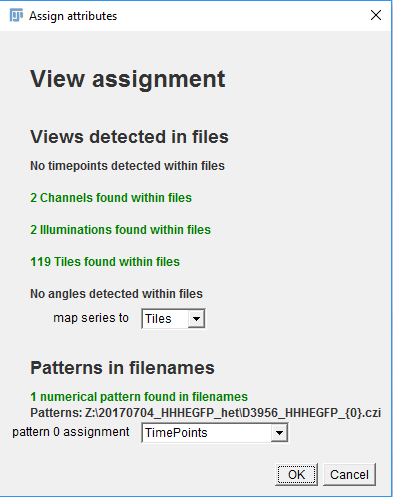 Assign attributes
View assignment
Views detected in files
No timepoints detected within files
2 Channels found within files
2 Illuminations found within files
119 Tiles found within files
No angles detected within files
map series to Tiles
Patterns in filenames
1 numerical pattern found in filenames
Patterns: Z:\20170704_HHHEGFP_het\D3956_HHHEGFP_{0}.czi
pattern 0 assignment TimePoints
OK Cancel